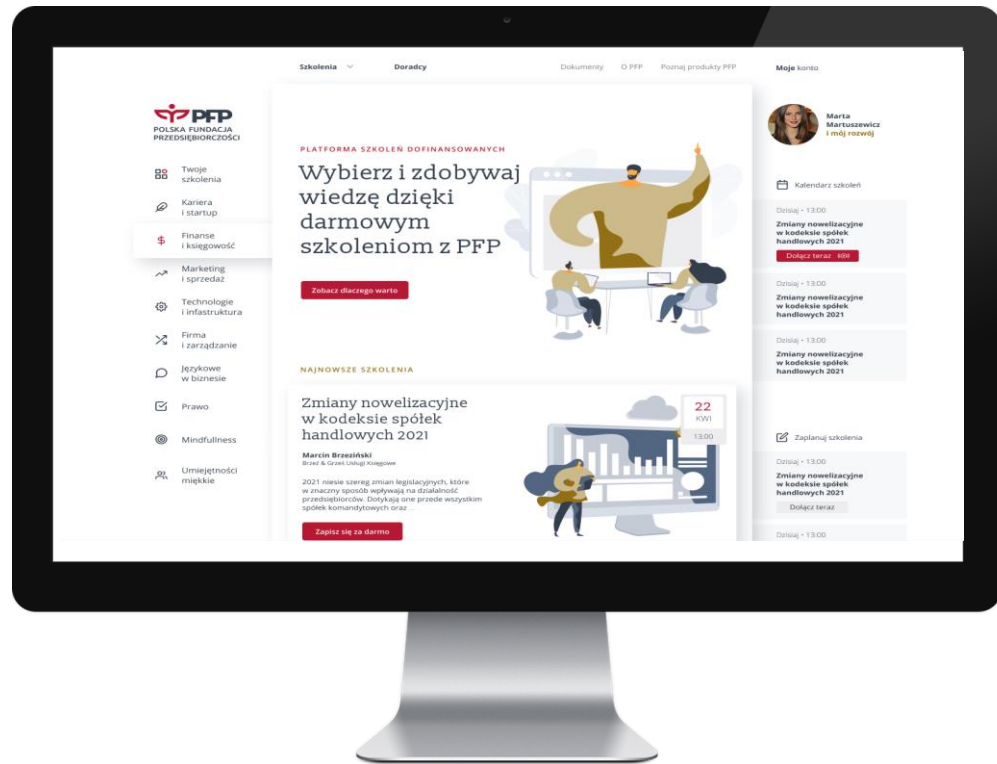 Szkolenia
Doradcy
Dokumenty
O PFP
Poznaj produkty PFP
Moje konto
PFP
POLSKA FUNDACJA
PRZEDSIĘBIORCZOŚCI
Twoje
szkolenia
Kariera
i startup
Finanse
i księgowość
Marketing
i sprzedaż
Technologie
i infastruktura
Firma
i zarządzanie
Językowe
w biznesie
Prawo
Mindfullness
Umiejętności
miękkie
PLATFORMA SZKOLEŃ DOFINANSOWANYCH
Wybierz i zdobywaj
wiedzę dzięki
darmowym
szkoleniom z PFP
Zobacz dlaczego warto
NAJNOWSZE SZKOLENIA
Zmiany nowelizacyjne
w kodeksie spółek
handlowych 2021
Marcin Brzeziński
Brzeź & Grześ Usługi Księgowe
2021 niesie szereg zmian legislacyjnych, które
w znaczny sposób wpływają na działalność
przedsiębiorców. Dotykają one przede wszystkim
spółek komandytowych oraz...
Zapisz się za darmo
22
KWI
13:00
Marta
Martuszewicz
i mój rozwój
Kalendarz szkoleń
Dzisiaj • 13:00
Zmiany nowelizacyjne
w kodeksie spółek
handlowych 2021
Dołącz teraz
Dzisiaj • 13:00
Zmiany nowelizacyjne
w kodeksie spółek
handlowych 2021
Dzisiaj • 13:00
Zmiany nowelizacyjne
w kodeksie spółek
handlowych 2021
Zaplanuj szkolenia
Dzisiaj • 13:00
Zmiany nowelizacyjne
w kodeksie spółek
handlowych 2021
Dołącz teraz
Dzisiaj • 13:00